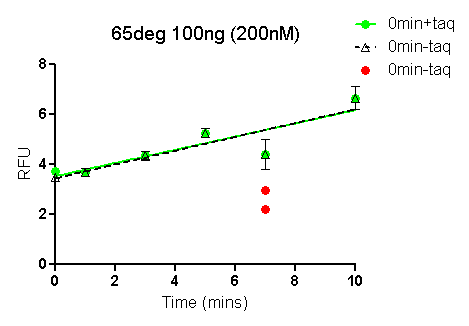 65deg 100ng (200nM)
0min+taq
0min-taq
0min-taq
8
6
4
2
0
RFU
0 2 4 6 8 10
Time (mins)